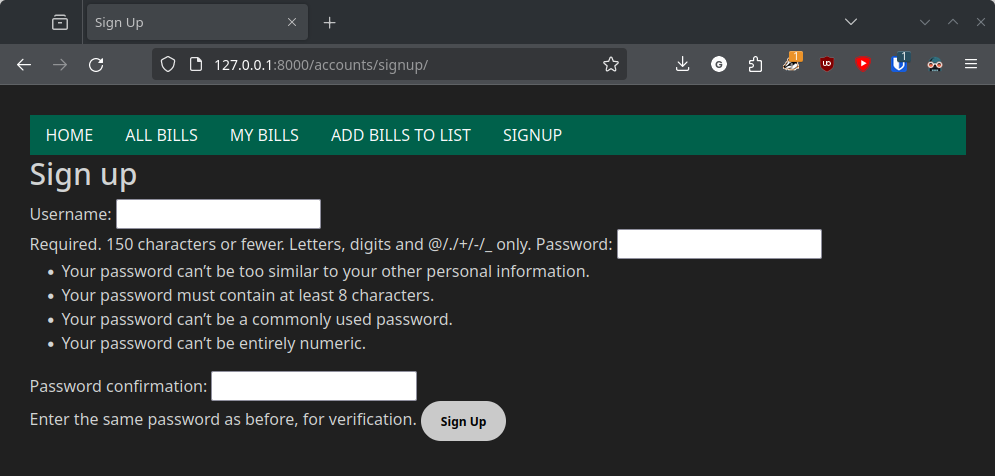 Sign Up
127.0.0.1:8000/accounts/signup/
G
1
UO
1
HOME ALL BILLS MY BILLS ADD BILLS TO LIST SIGNUP
Sign up
Username:
Required. 150 characters or fewer. Letters, digits and @/./+/-/_ only. Password:
• Your password can’t be too similar to your other personal information.
• Your password must contain at least 8 characters.
• Your password can’t be a commonly used password.
• Your password can’t be entirely numeric.
Password confirmation:
Enter the same password as before, for verification. Sign Up